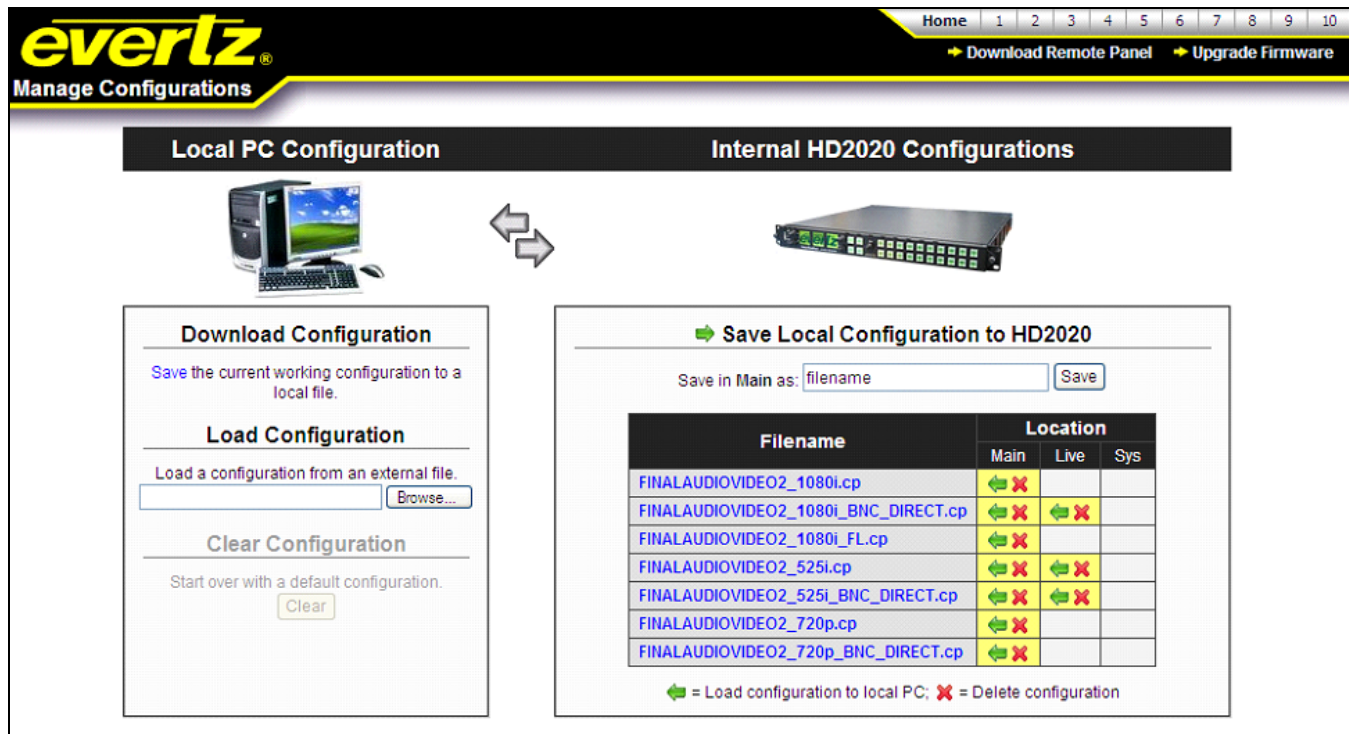 evertz®
Home 1 2 3 4 5 6 7 8 9 10
Download Remote Panel Upgrade Firmware
Manage Configurations
Local PC Configuration
Internal HD2020 Configurations
Download Configuration
Save the current working configuration to a
local file.
Load Configuration
Load a configuration from an external file.
Browse...
Clear Configuration
Start over with a default configuration.
Clear
Save Local Configuration to HD2020
Save in Main as: filename Save
Filename Location
Main Live Sys
FINALAUDIOVIDEO2_1080i.cp
FINALAUDIOVIDEO2_1080i_BNC_DIRECT.cp
FINALAUDIOVIDEO2_1080i_FL.cp
FINALAUDIOVIDEO2_525i.cp
FINALAUDIOVIDEO2_525i_BNC_DIRECT.cp
FINALAUDIOVIDEO2_720p.cp
FINALAUDIOVIDEO2_720p_BNC_DIRECT.cp
= Load configuration to local PC; = Delete configuration